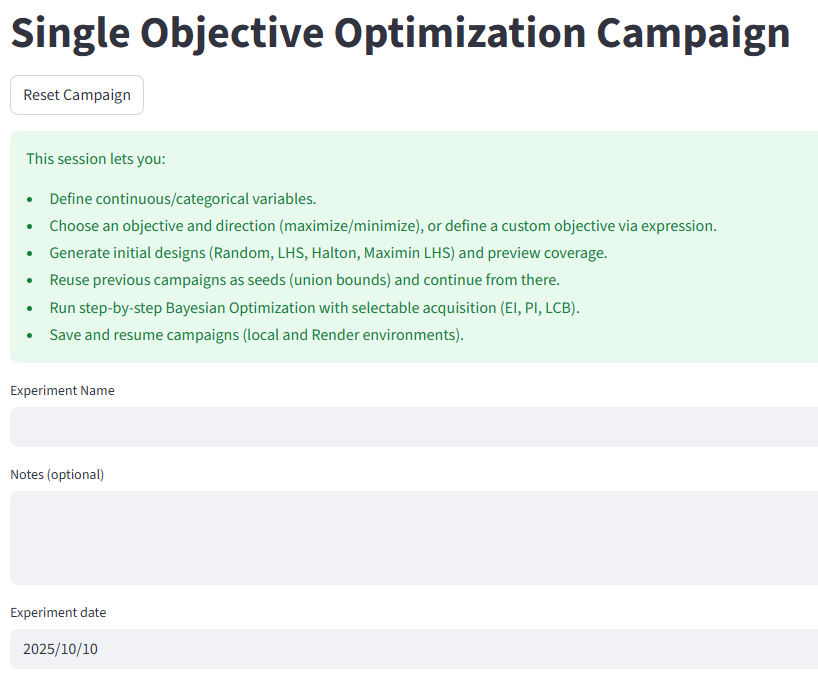 Single Objective Optimization Campaign
Reset Campaign
This session lets you:
• Define continuous/categorical variables.
• Choose an objective and direction (maximize/minimize), or define a custom objective via expression.
• Generate initial designs (Random, LHS, Halton, Maximin LHS) and preview coverage.
• Reuse previous campaigns as seeds (union bounds) and continue from there.
• Run step-by-step Bayesian Optimization with selectable acquisition (EI, PI, LCB).
• Save and resume campaigns (local and Render environments).
Experiment Name
Notes (optional)
Experiment date
2025/10/10